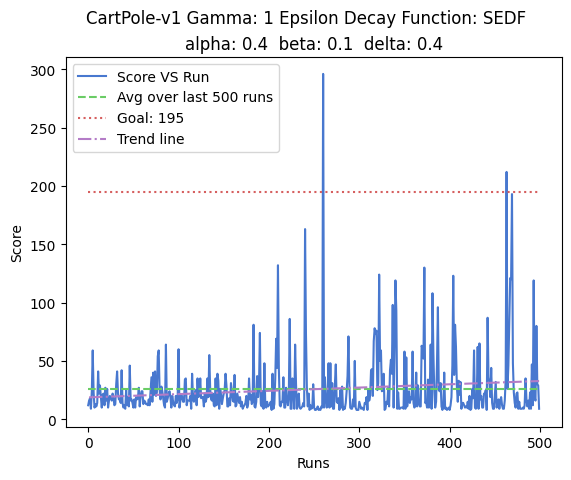 CartPole-v1 Gamma: 1 Epsilon Decay Function: SEDF
alpha: 0.4  beta: 0.1  delta: 0.4
Score VS Run
Avg over last 500 runs
Goal: 195
Trend line
300
250
200
150
100
50
0
Score
0 100 200 300 400 500
Runs